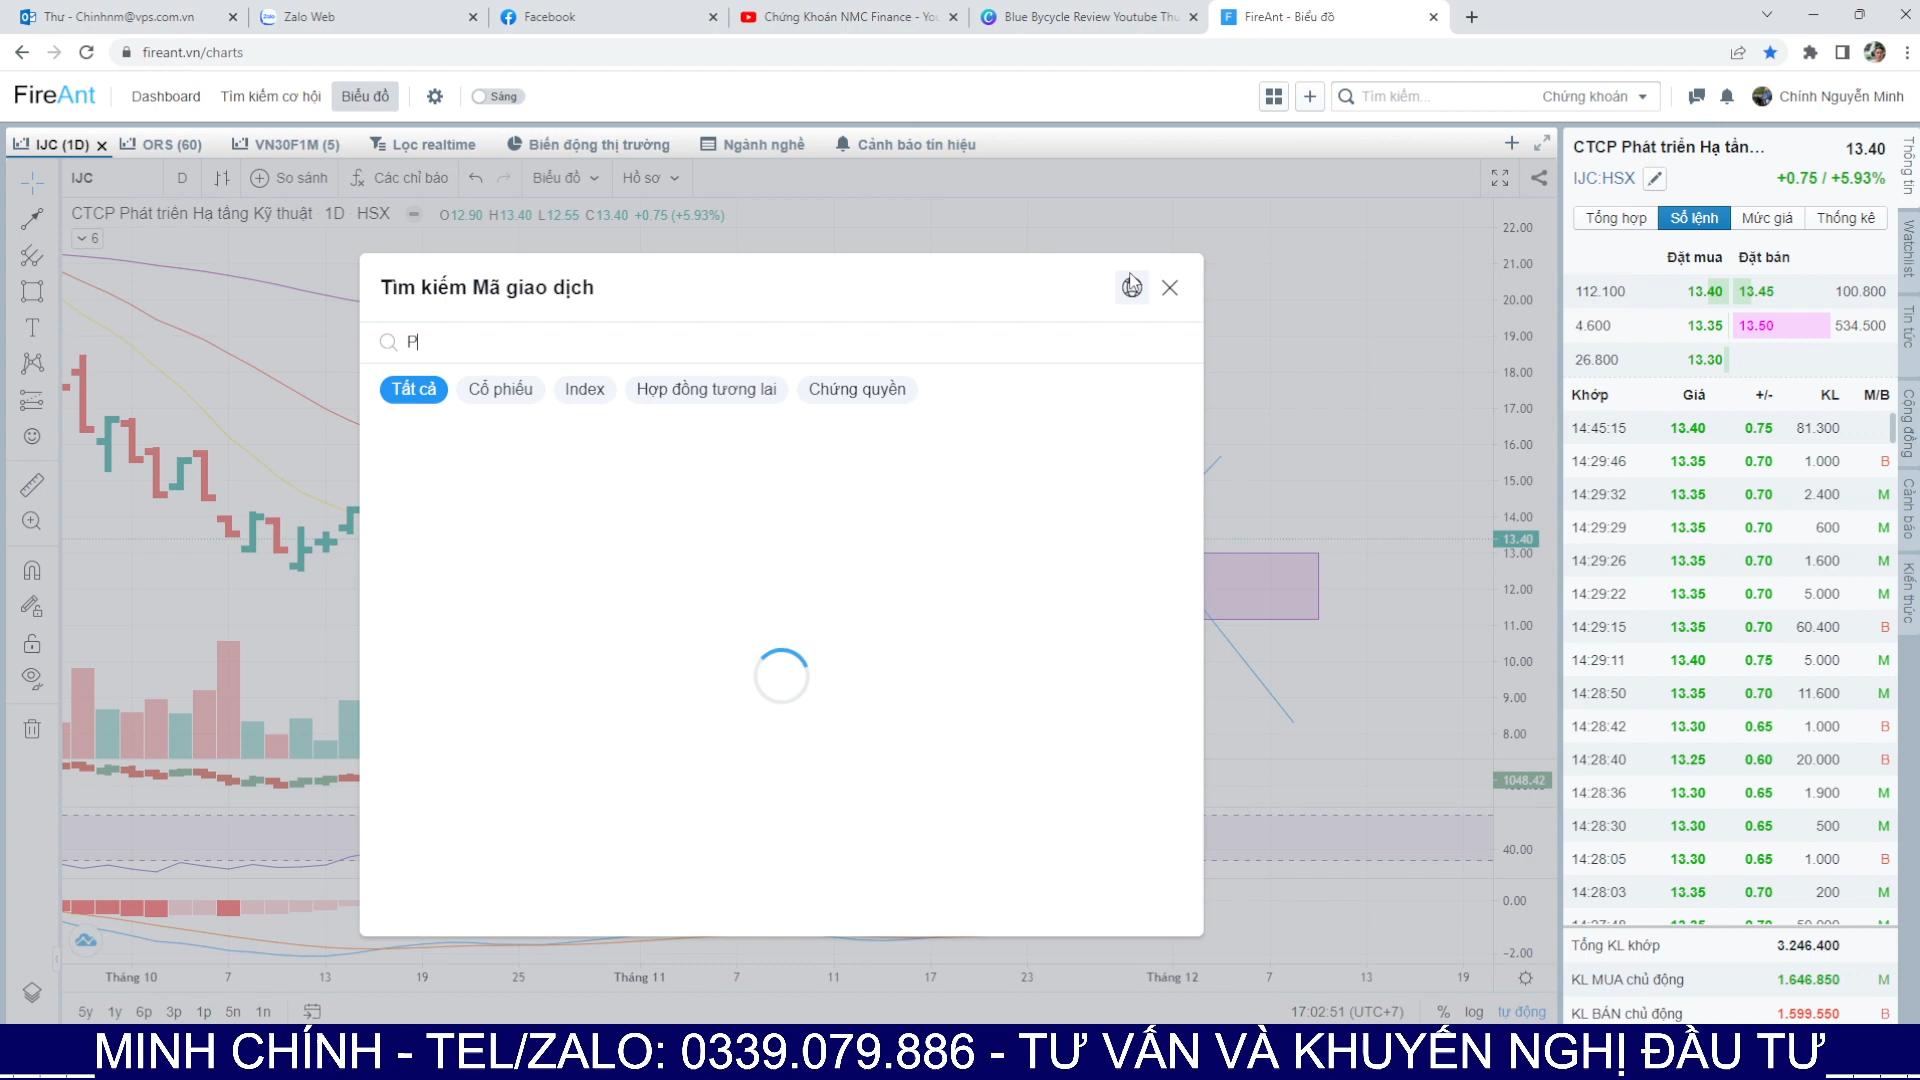 Thư - Chinhnm@vps.com.vn
Zalo Web
Facebook
Chứng Khoán NMC Finance - You
Blue Bycycle Review Youtube Thu
FireAnt - Biểu đồ
fireant.vn/charts
FireAnt
Dashboard
Tìm kiếm cơ hội
Biểu đồ
Sáng
Tìm kiếm...
Chứng khoán
Chính Nguyễn Minh
IJC (1D)
ORS (60)
VN30F1M (5)
Lọc realtime
Biến động thị trường
Ngành nghề
Cảnh báo tín hiệu
IJC
D
So sánh
Các chỉ báo
Biểu đồ
Hồ sơ
CTCP Phát triển Hạ tầng Kỹ thuật 1D HSX
O12.90 H13.40 L12.55 C13.40 +0.75 (+5.93%)
6
Tìm kiếm Mã giao dịch
P
Tất cả
Cổ phiếu
Index
Hợp đồng tương lai
Chứng quyền
22.00
21.00
20.00
19.00
18.00
17.00
16.00
15.00
14.00
13.40
13.00
12.00
11.00
10.00
9.00
8.00
1048.42
40.00
0.00
-2.00
Tháng 10
7
13
19
25
Tháng 11
7
11
17
23
Tháng 12
7
13
19
5y
1y
6p
3p
1p
5n
1n
17:02:51 (UTC+7)
%
log
tự động
CTCP Phát triển Hạ tần...
13.40
IJC:HSX
+0.75 / +5.93%
Tổng hợp
Sổ lệnh
Mức giá
Thống kê
Đặt mua Đặt bán
112.100 13.40 13.45 100.800
4.600 13.35 13.50 534.500
26.800 13.30
Khớp Giá +/- KL M/B
14:45:15 13.40 0.75 81.300
14:29:46 13.35 0.70 1.000 B
14:29:32 13.35 0.70 2.400 M
14:29:29 13.35 0.70 600 M
14:29:26 13.35 0.70 1.600 M
14:29:22 13.35 0.70 5.000 M
14:29:15 13.35 0.70 60.400 B
14:29:11 13.40 0.75 5.000 M
14:28:50 13.35 0.70 11.600 M
14:28:42 13.30 0.65 1.000 B
14:28:40 13.25 0.60 20.000 B
14:28:36 13.30 0.65 1.900 M
14:28:30 13.30 0.65 500 M
14:28:05 13.30 0.65 1.000 B
14:28:03 13.35 0.70 200 M
Tổng KL khớp 3.246.400
KL MUA chủ động 1.646.850 M
KL BÁN chủ động 1.599.550 B
Thông tin
Watchlist
Tin tức
Cộng đồng
Cảnh báo
Kiến thức
____MINH CHÍNH - TEL/ZALO: 0339.079.886 - TƯ VẤN VÀ KHUYẾN NGHỊ ĐẦU TƯ____